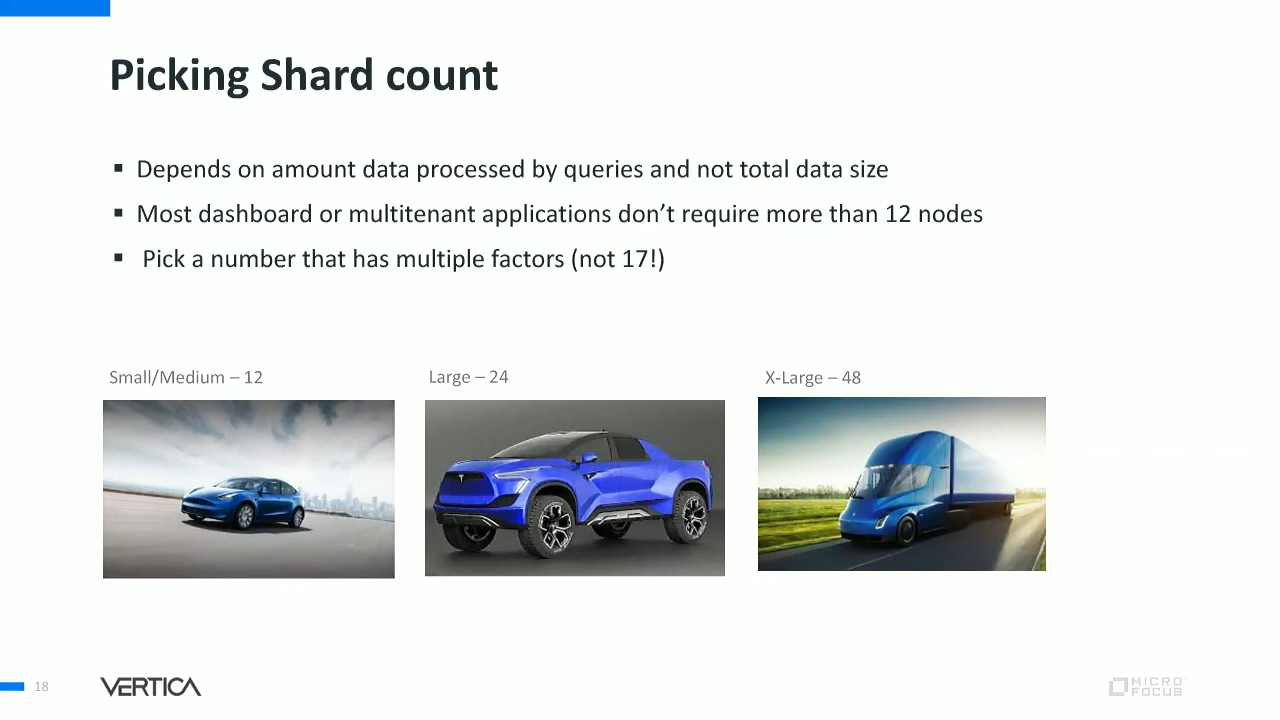 Picking Shard count
▪ Depends on amount data processed by queries and not total data size
▪ Most dashboard or multitenant applications don’t require more than 12 nodes
▪ Pick a number that has multiple factors (not 17!)
Small/Medium – 12
Large – 24
X-Large – 48
18
VERTICA
MICRO
FOCUS